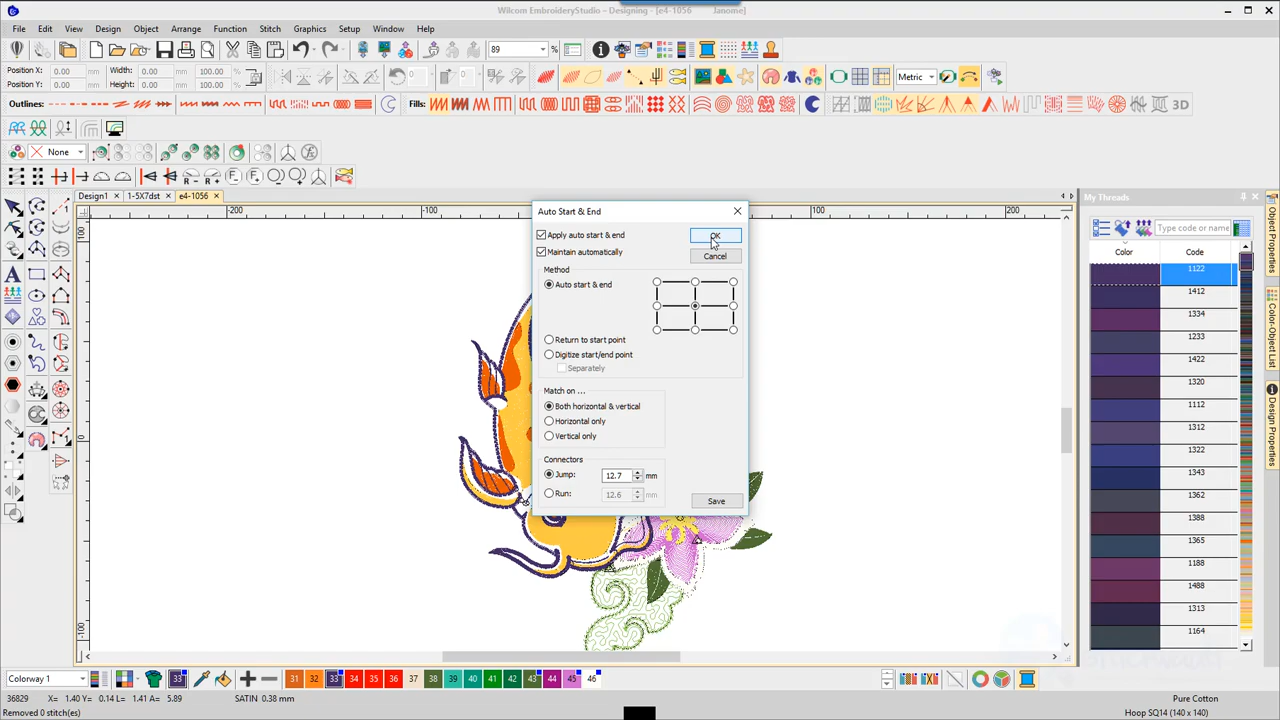 Wilcom EmbroideryStudio - Designing - [e4-1056 Janome]
File Edit View Design Object Arrange Function Stitch Graphics Setup Window Help
89 %
Position X: 0.00 mm Width: 0.00 mm 100.00 % 0 0 Metric
Position Y: 0.00 mm Height: 0.00 mm 100.00 %
Outlines: Fills: 3D
None
Design1 1-5X7dst e4-1056
My Threads
-200 -100 100 200
Auto Start & End
Apply auto start & end
OK
Maintain automatically
Cancel
Method
Auto start & end
Return to start point
Digitize start/end point
Separately
Match on ...
Both horizontal & vertical
Horizontal only
Vertical only
Connectors
Jump: 12.7 mm
Run: 12.6 mm
Save
100
0
-100
Type code or name
Color Code
1122
1412
1334
1233
1422
1320
1112
1312
1322
1343
1362
1388
1365
1188
1488
1313
1164
Object Properties
Color-Object List
Design Properties
Colorway 1 33 31 32 33 34 35 36 37 38 39 40 41 42 43 44 45 46
36829 X= 1.40 Y= 0.14 L= 1.41 A= 5.89 SATIN 0.38 mm Pure Cotton
Removed 0 stitch(es) Hoop SQ14 (140 x 140)